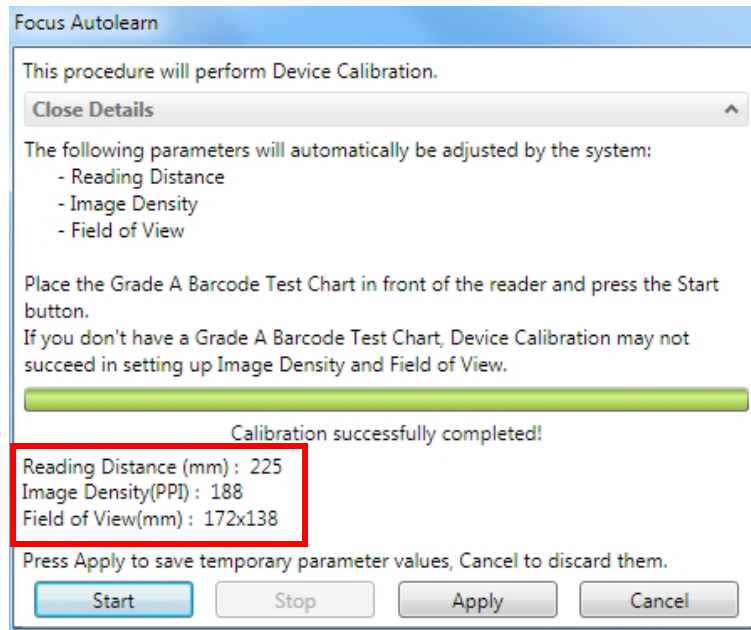 Focus Autolearn
This procedure will perform Device Calibration.
Close Details
The following parameters will automatically be adjusted by the system:
- Reading Distance
- Image Density
- Field of View
Place the Grade A Barcode Test Chart in front of the reader and press the Start
button.
If you don't have a Grade A Barcode Test Chart, Device Calibration may not
succeed in setting up Image Density and Field of View.
Calibration successfully completed!
Reading Distance (mm) : 225
Image Density(PPI) : 188
Field of View(mm) : 172x138
Press Apply to save temporary parameter values, Cancel to discard them.
Start Stop Apply Cancel